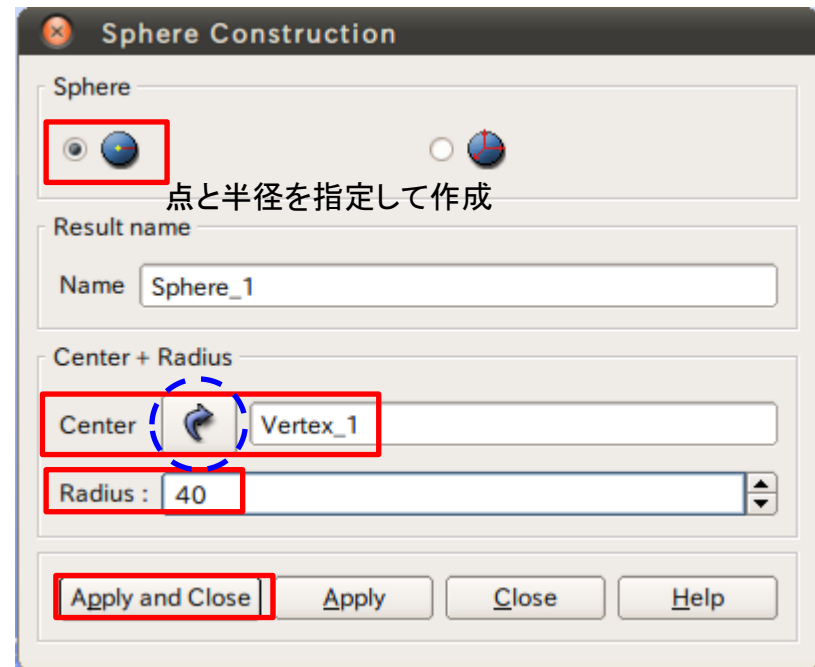 Sphere Construction
Sphere
点と半径を指定して作成
Result name
Name Sphere_1
Center + Radius
Center Vertex_1
Radius : 40
Apply and Close Apply Close Help